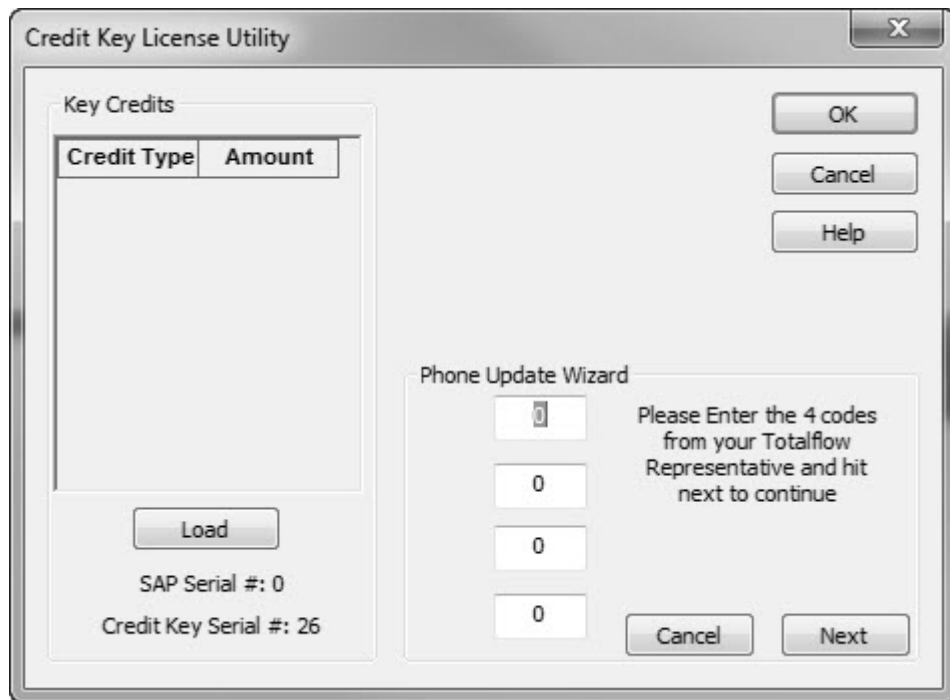 Credit Key License Utility
Key Credits
Credit Type Amount
OK
Cancel
Help
Load
SAP Serial #: 0
Credit Key Serial #: 26
Phone Update Wizard
0
0
0
0
Please Enter the 4 codes
from your Totalflow
Representative and hit
next to continue
Cancel
Next